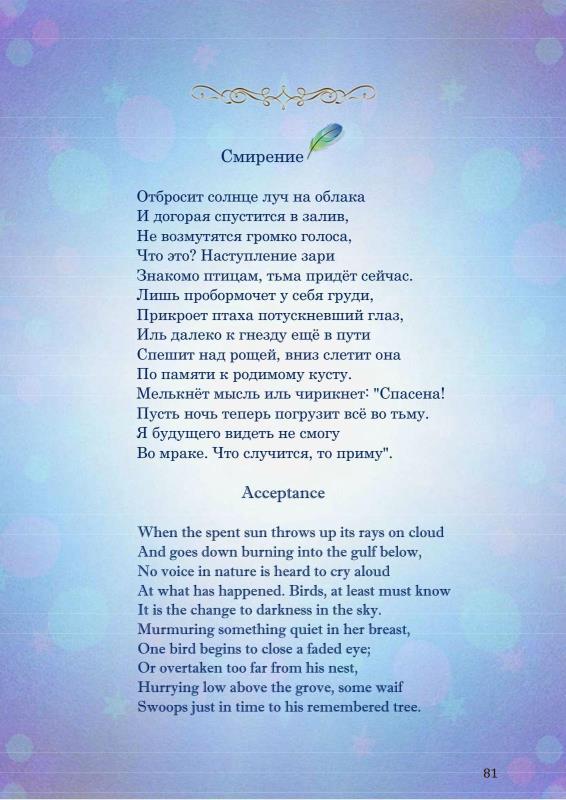 Смирение
Отбросит солнце луч на облака
И догорая спустится в залив,
Не возмутятся громко голоса,
Что это? Наступление зари
Знакомо птицам, тьма придёт сейчас.
Лишь пробормочет у себя груди,
Прикроет птаха потускневший глаз,
Иль далеко к гнезду ещё в пути
Спешит над рощей, вниз слетит она
По памяти к родимому кусту.
Мелькнёт мысль иль чирикнет: "Спасена!
Пусть ночь теперь погрузит всё во тьму.
Я будущего видеть не смогу
Во мраке. Что случится, то приму".
Acceptance
When the spent sun throws up its rays on cloud
And goes down burning into the gulf below,
No voice in nature is heard to cry aloud
At what has happened. Birds, at least must know
It is the change to darkness in the sky.
Murmuring something quiet in her breast,
One bird begins to close a faded eye;
Or overtaken too far from his nest,
Hurrying low above the grove, some waif
Swoops just in time to his remembered tree.
81